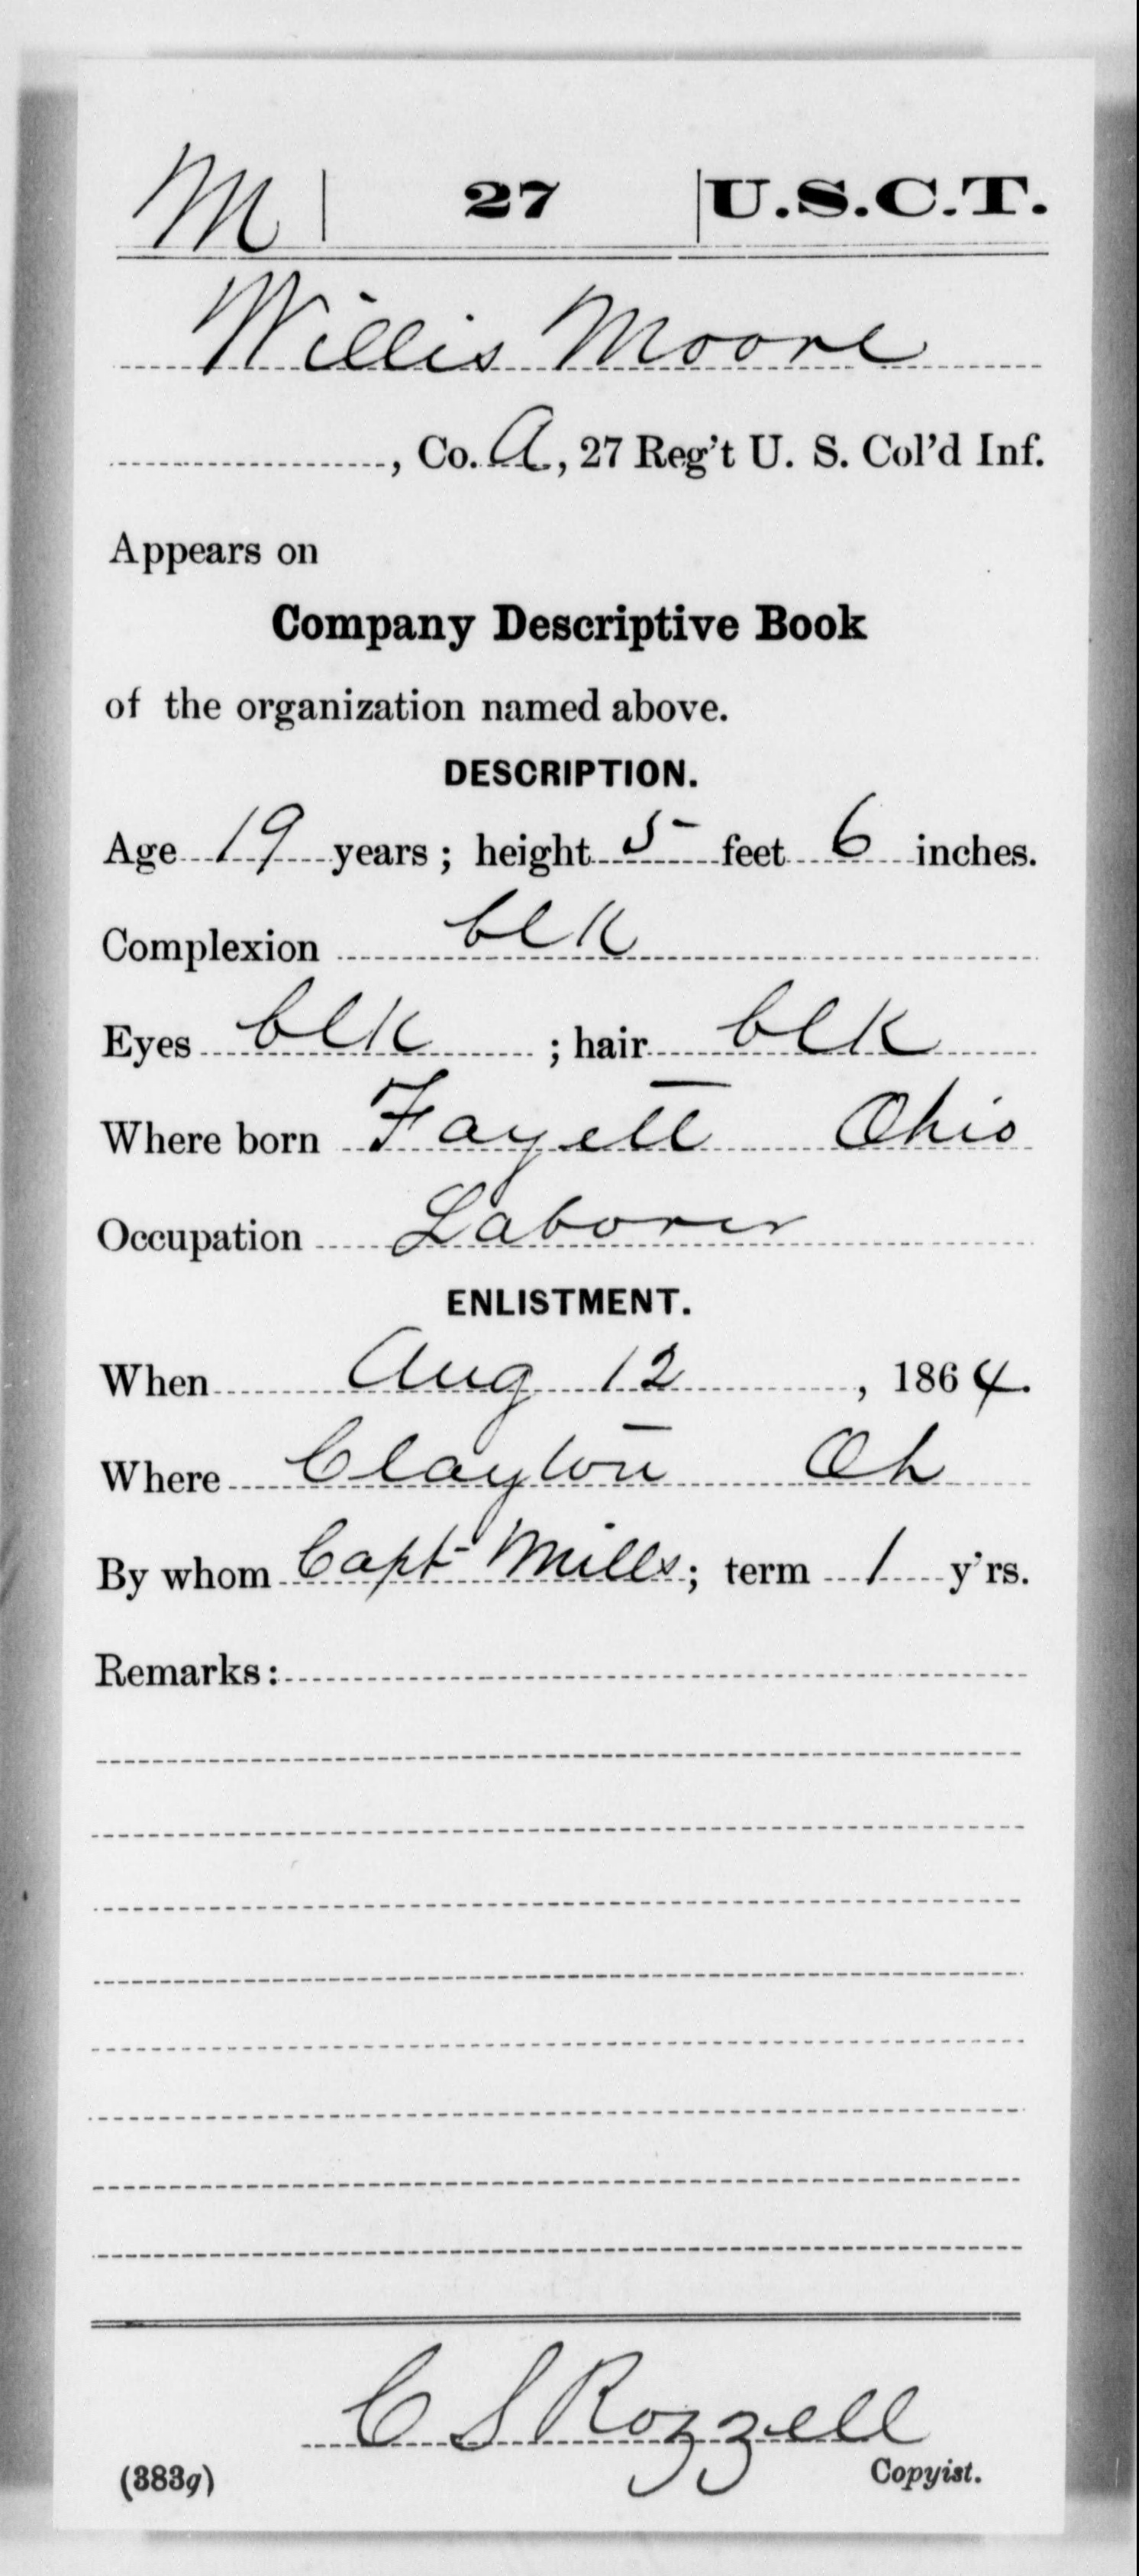 M | 27 | U.S.C.T.
Willis Moore
, Co. A, 27 Reg't U. S. Col'd Inf.
Appears on
Company Descriptive Book
of the organization named above.
DESCRIPTION.
Age 19 years; height 5 feet 6 inches.
Complexion blk
Eyes blk ; hair blk
Where born Fayett Ohio
Occupation Laborer
ENLISTMENT.
When Aug 12, 1864.
Where Clayton Oh
By whom Capt Mills; term 1 y'rs.
Remarks:
C S Rozzell
(383g) Copyist.